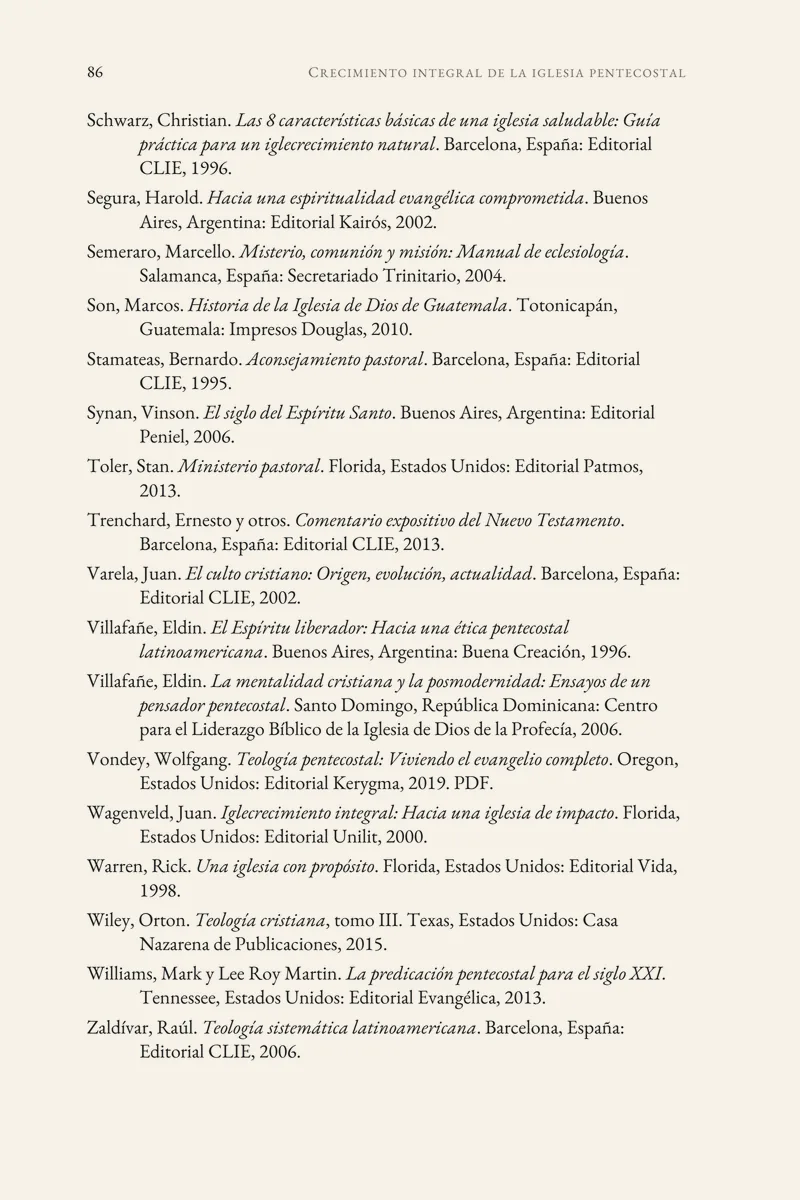 86 CRECIMIENTO INTEGRAL DE LA IGLESIA PENTECOSTAL
Schwarz, Christian. Las 8 características básicas de una iglesia saludable: Guía
práctica para un iglecrecimiento natural. Barcelona, España: Editorial
CLIE, 1996.
Segura, Harold. Hacia una espiritualidad evangélica comprometida. Buenos
Aires, Argentina: Editorial Kairós, 2002.
Semeraro, Marcello. Misterio, comunión y misión: Manual de eclesiología.
Salamanca, España: Secretariado Trinitario, 2004.
Son, Marcos. Historia de la Iglesia de Dios de Guatemala. Totonicapán,
Guatemala: Impresos Douglas, 2010.
Stamateas, Bernardo. Aconsejamiento pastoral. Barcelona, España: Editorial
CLIE, 1995.
Synan, Vinson. El siglo del Espíritu Santo. Buenos Aires, Argentina: Editorial
Peniel, 2006.
Toler, Stan. Ministerio pastoral. Florida, Estados Unidos: Editorial Patmos,
2013.
Trenchard, Ernesto y otros. Comentario expositivo del Nuevo Testamento.
Barcelona, España: Editorial CLIE, 2013.
Varela, Juan. El culto cristiano: Origen, evolución, actualidad. Barcelona, España:
Editorial CLIE, 2002.
Villafañe, Eldin. El Espíritu liberador: Hacia una ética pentecostal
latinoamericana. Buenos Aires, Argentina: Buena Creación, 1996.
Villafañe, Eldin. La mentalidad cristiana y la posmodernidad: Ensayos de un
pensador pentecostal. Santo Domingo, República Dominicana: Centro
para el Liderazgo Bíblico de la Iglesia de Dios de la Profecía, 2006.
Vondey, Wolfgang. Teología pentecostal: Viviendo el evangelio completo. Oregon,
Estados Unidos: Editorial Kerygma, 2019. PDF.
Wagenveld, Juan. Iglecrecimiento integral: Hacia una iglesia de impacto. Florida,
Estados Unidos: Editorial Unilit, 2000.
Warren, Rick. Una iglesia con propósito. Florida, Estados Unidos: Editorial Vida,
1998.
Wiley, Orton. Teología cristiana, tomo III. Texas, Estados Unidos: Casa
Nazarena de Publicaciones, 2015.
Williams, Mark y Lee Roy Martin. La predicación pentecostal para el siglo XXI.
Tennessee, Estados Unidos: Editorial Evangélica, 2013.
Zaldívar, Raúl. Teología sistemática latinoamericana. Barcelona, España:
Editorial CLIE, 2006.